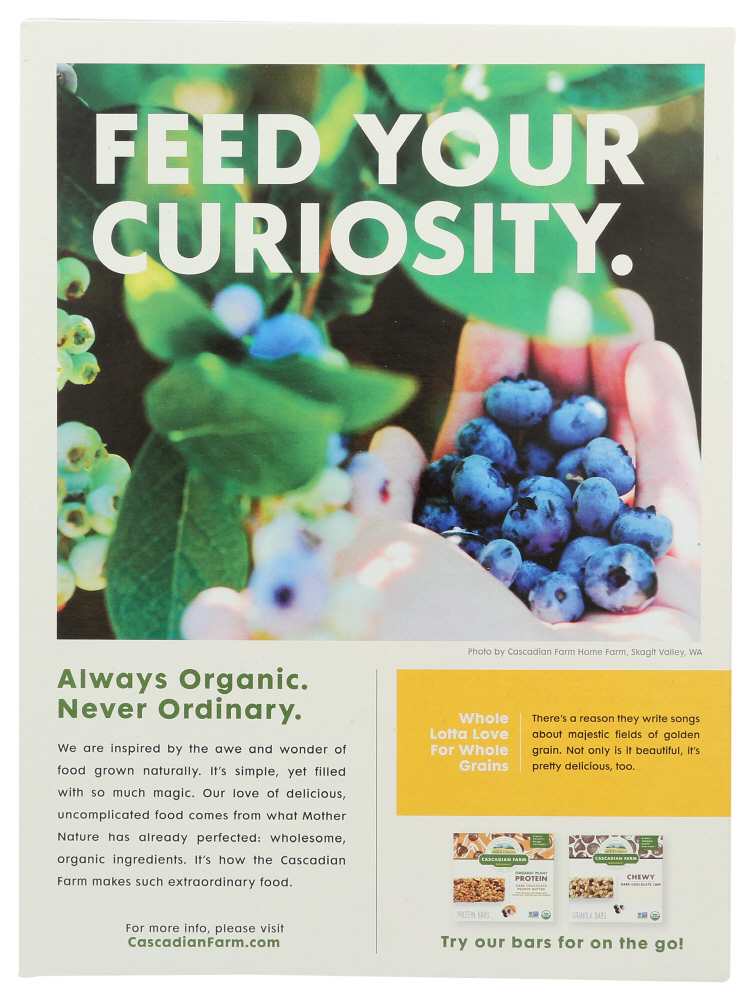 FEED YOUR
CURIOSITY.
Photo by Cascadian Farm Home Farm, Skagit Valley, WA
Always Organic.
Never Ordinary.
We are inspired by the awe and wonder of
food grown naturally. It's simple, yet filled
with so much magic. Our love of delicious,
uncomplicated food comes from what Mother
Nature has already perfected: wholesome,
organic ingredients. It's how the Cascadian
Farm makes such extraordinary food.
For more info, please visit
CascadianFarm.com
Whole
Lotta Love
For Whole
Grains
There's a reason they write songs
about majestic fields of golden
grain. Not only is it beautiful, it's
pretty delicious, too.
CASCADIAN FARM
ORGANIC PLANT
PROTEIN
DARK CHOCOLATE
PEANUT BUTTER
PROTEIN BARS
CASCADIAN FARM
CHEWY
DARK CHOCOLATE CHIP
GRANOLA BARS
Try our bars for on the go!